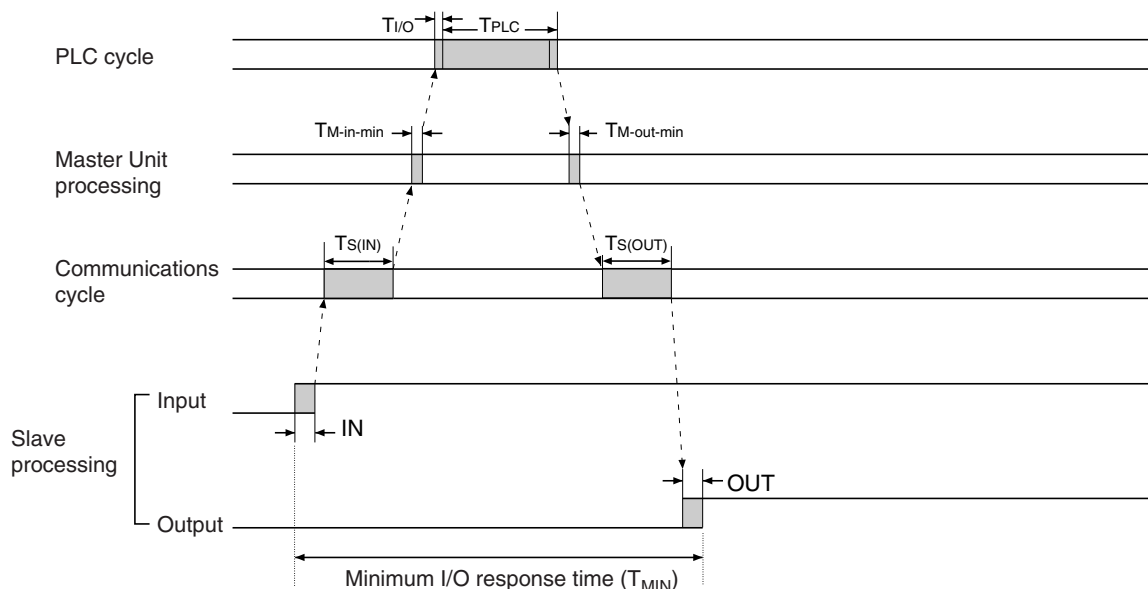 TI/O
TPLC
PLC cycle
TM-in-min
TM-out-min
Master Unit
processing
TS(IN)
TS(OUT)
Communications
cycle
Input
IN
Slave
processing
OUT
Output
Minimum I/O response time (TMIN)